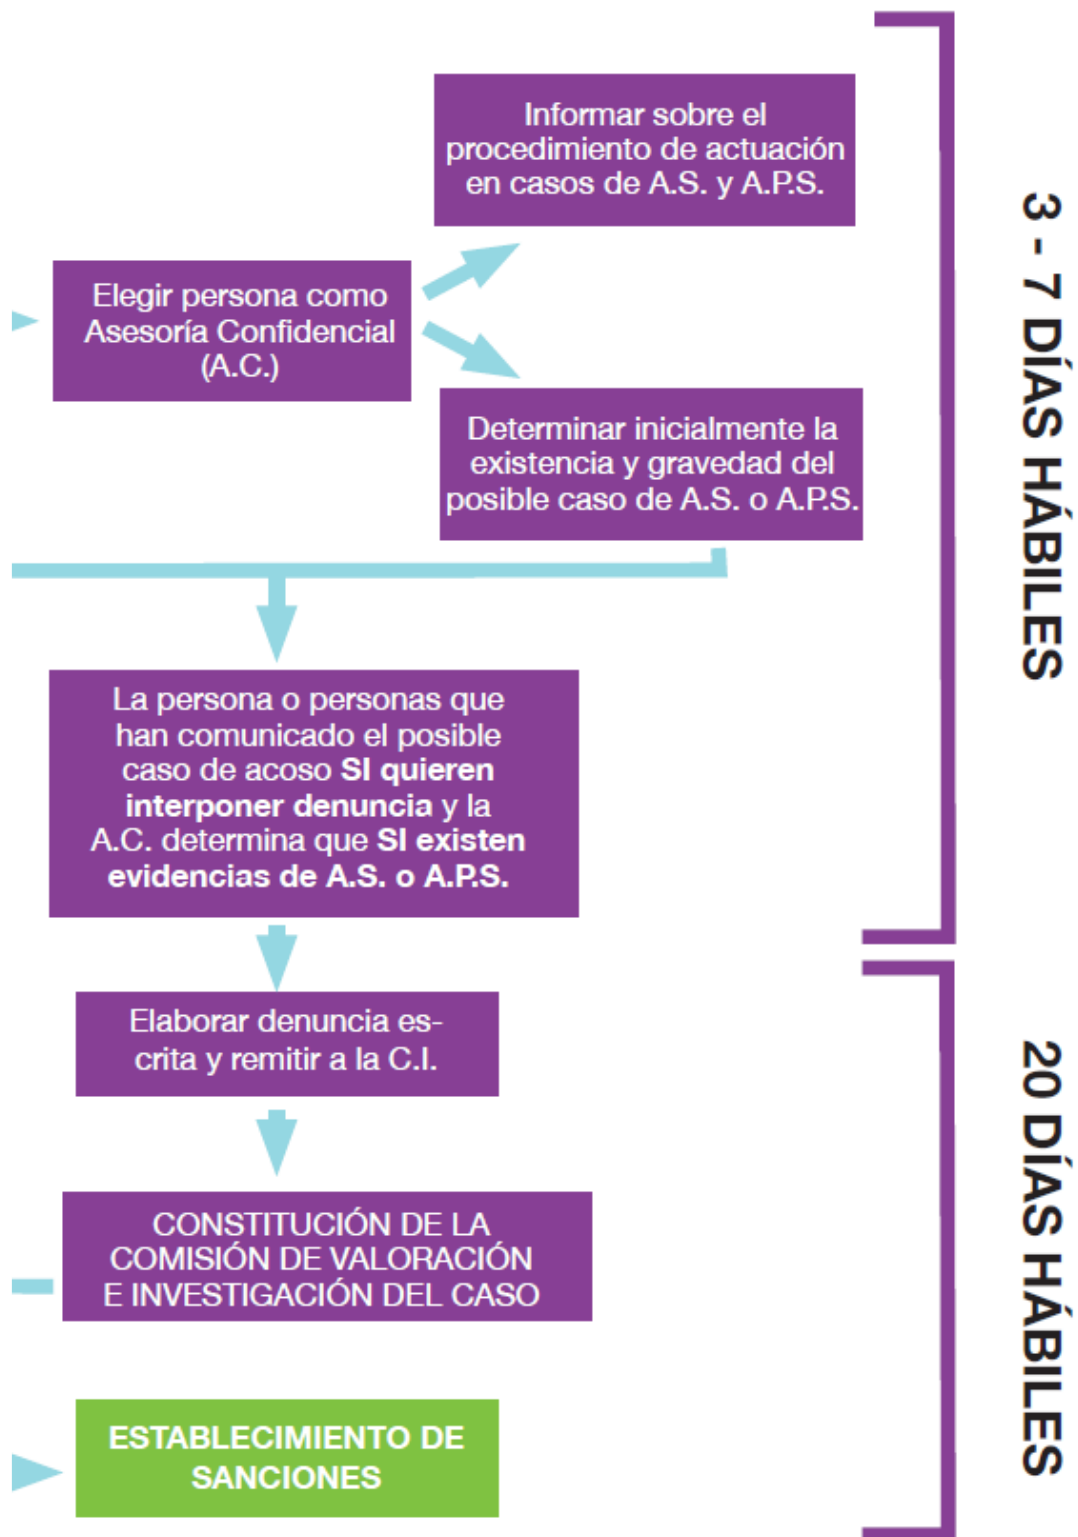 Informar sobre el
procedimiento de actuación
en casos de A.S. y A.P.S.
Elegir persona como
Asesoría Confidencial
(A.C.)
Determinar inicialmente la
existencia y gravedad del
posible caso de A.S. o A.P.S.
3 - 7 DÍAS HÁBILES
La persona o personas que
han comunicado el posible
caso de acoso SI quieren
interponer denuncia y la
A.C. determina que SI existen
evidencias de A.S. o A.P.S.
Elaborar denuncia es-
crita y remitir a la C.I.
CONSTITUCIÓN DE LA
COMISIÓN DE VALORACIÓN
E INVESTIGACIÓN DEL CASO
ESTABLECIMIENTO DE
SANCIONES
20 DÍAS HÁBILES